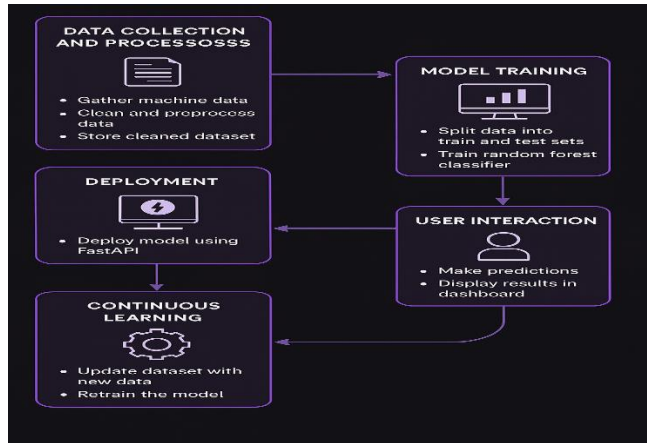 DATA COLLECTION
AND PROCESSOSSS
• Gather machine data
• Clean and preprocess
data
• Store cleaned dataset
MODEL TRAINING
• Split data into
train and test sets
• Train random forest
classifier
DEPLOYMENT
• Deploy model using
FastAPI
USER INTERACTION
• Make predictions
• Display results in
dashboard
CONTINUOUS
LEARNING
• Update dataset with
new data
• Retrain the model